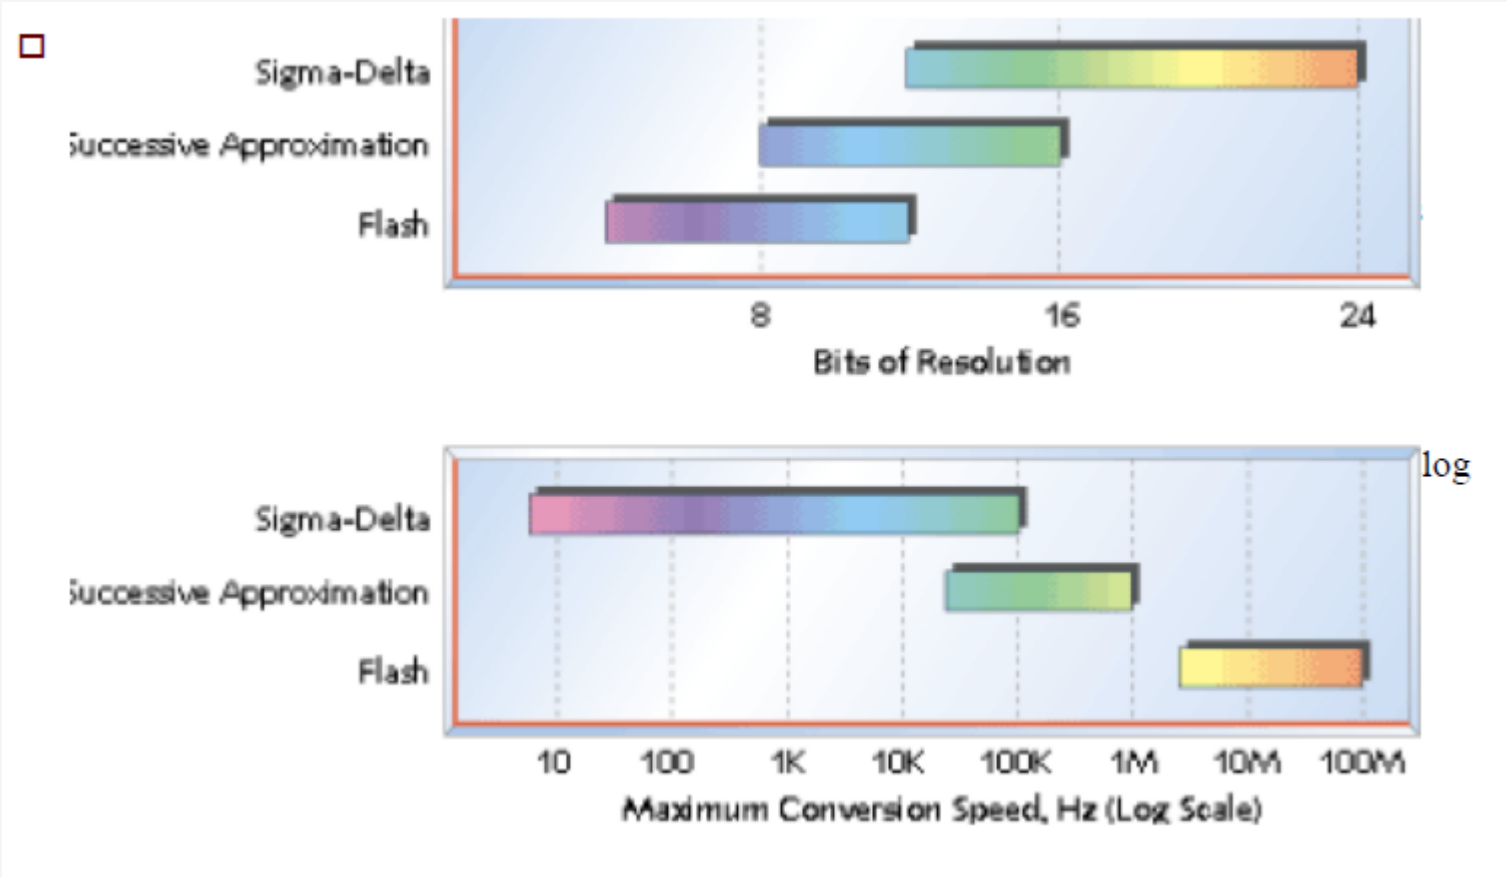 Sigma-Delta
Successive Approximation
Flash
8 16 24
Bits of Resolution
log
Sigma-Delta
Successive Approximation
Flash
10 100 1K 10K 100K 1M 10M 100M
Maximum Conversion Speed, Hz (Log Scale)